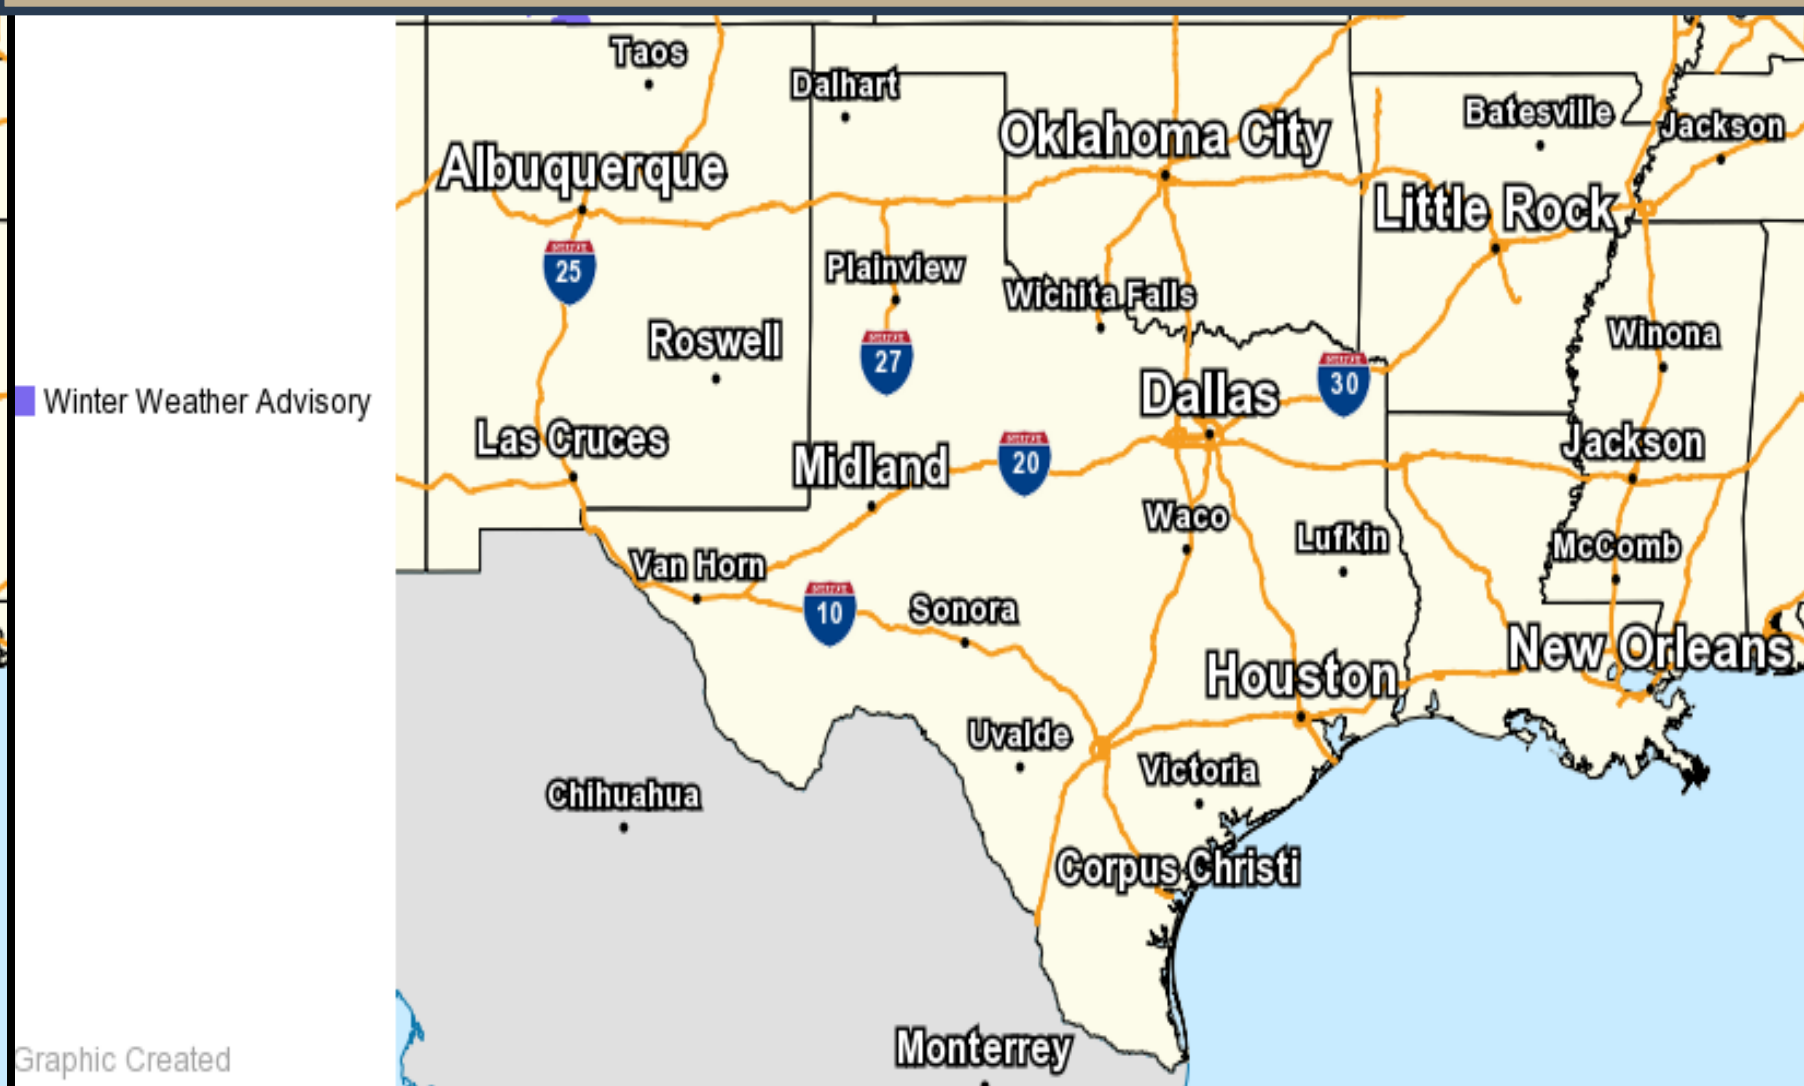 Taos
Dalhart
Batesville
Jackson
Oklahoma City
Albuquerque
Little Rock
25
Plainview
Wichita Falls
Roswell
Winona
27
30
Dallas
Winter Weather Advisory
Las Cruces
Jackson
Midland
20
Waco
Lufkin
McComb
Van Horn
10
Sonora
New Orleans
Houston
Uvalde
Victoria
Chihuahua
Corpus Christi
Monterrey
Graphic Created